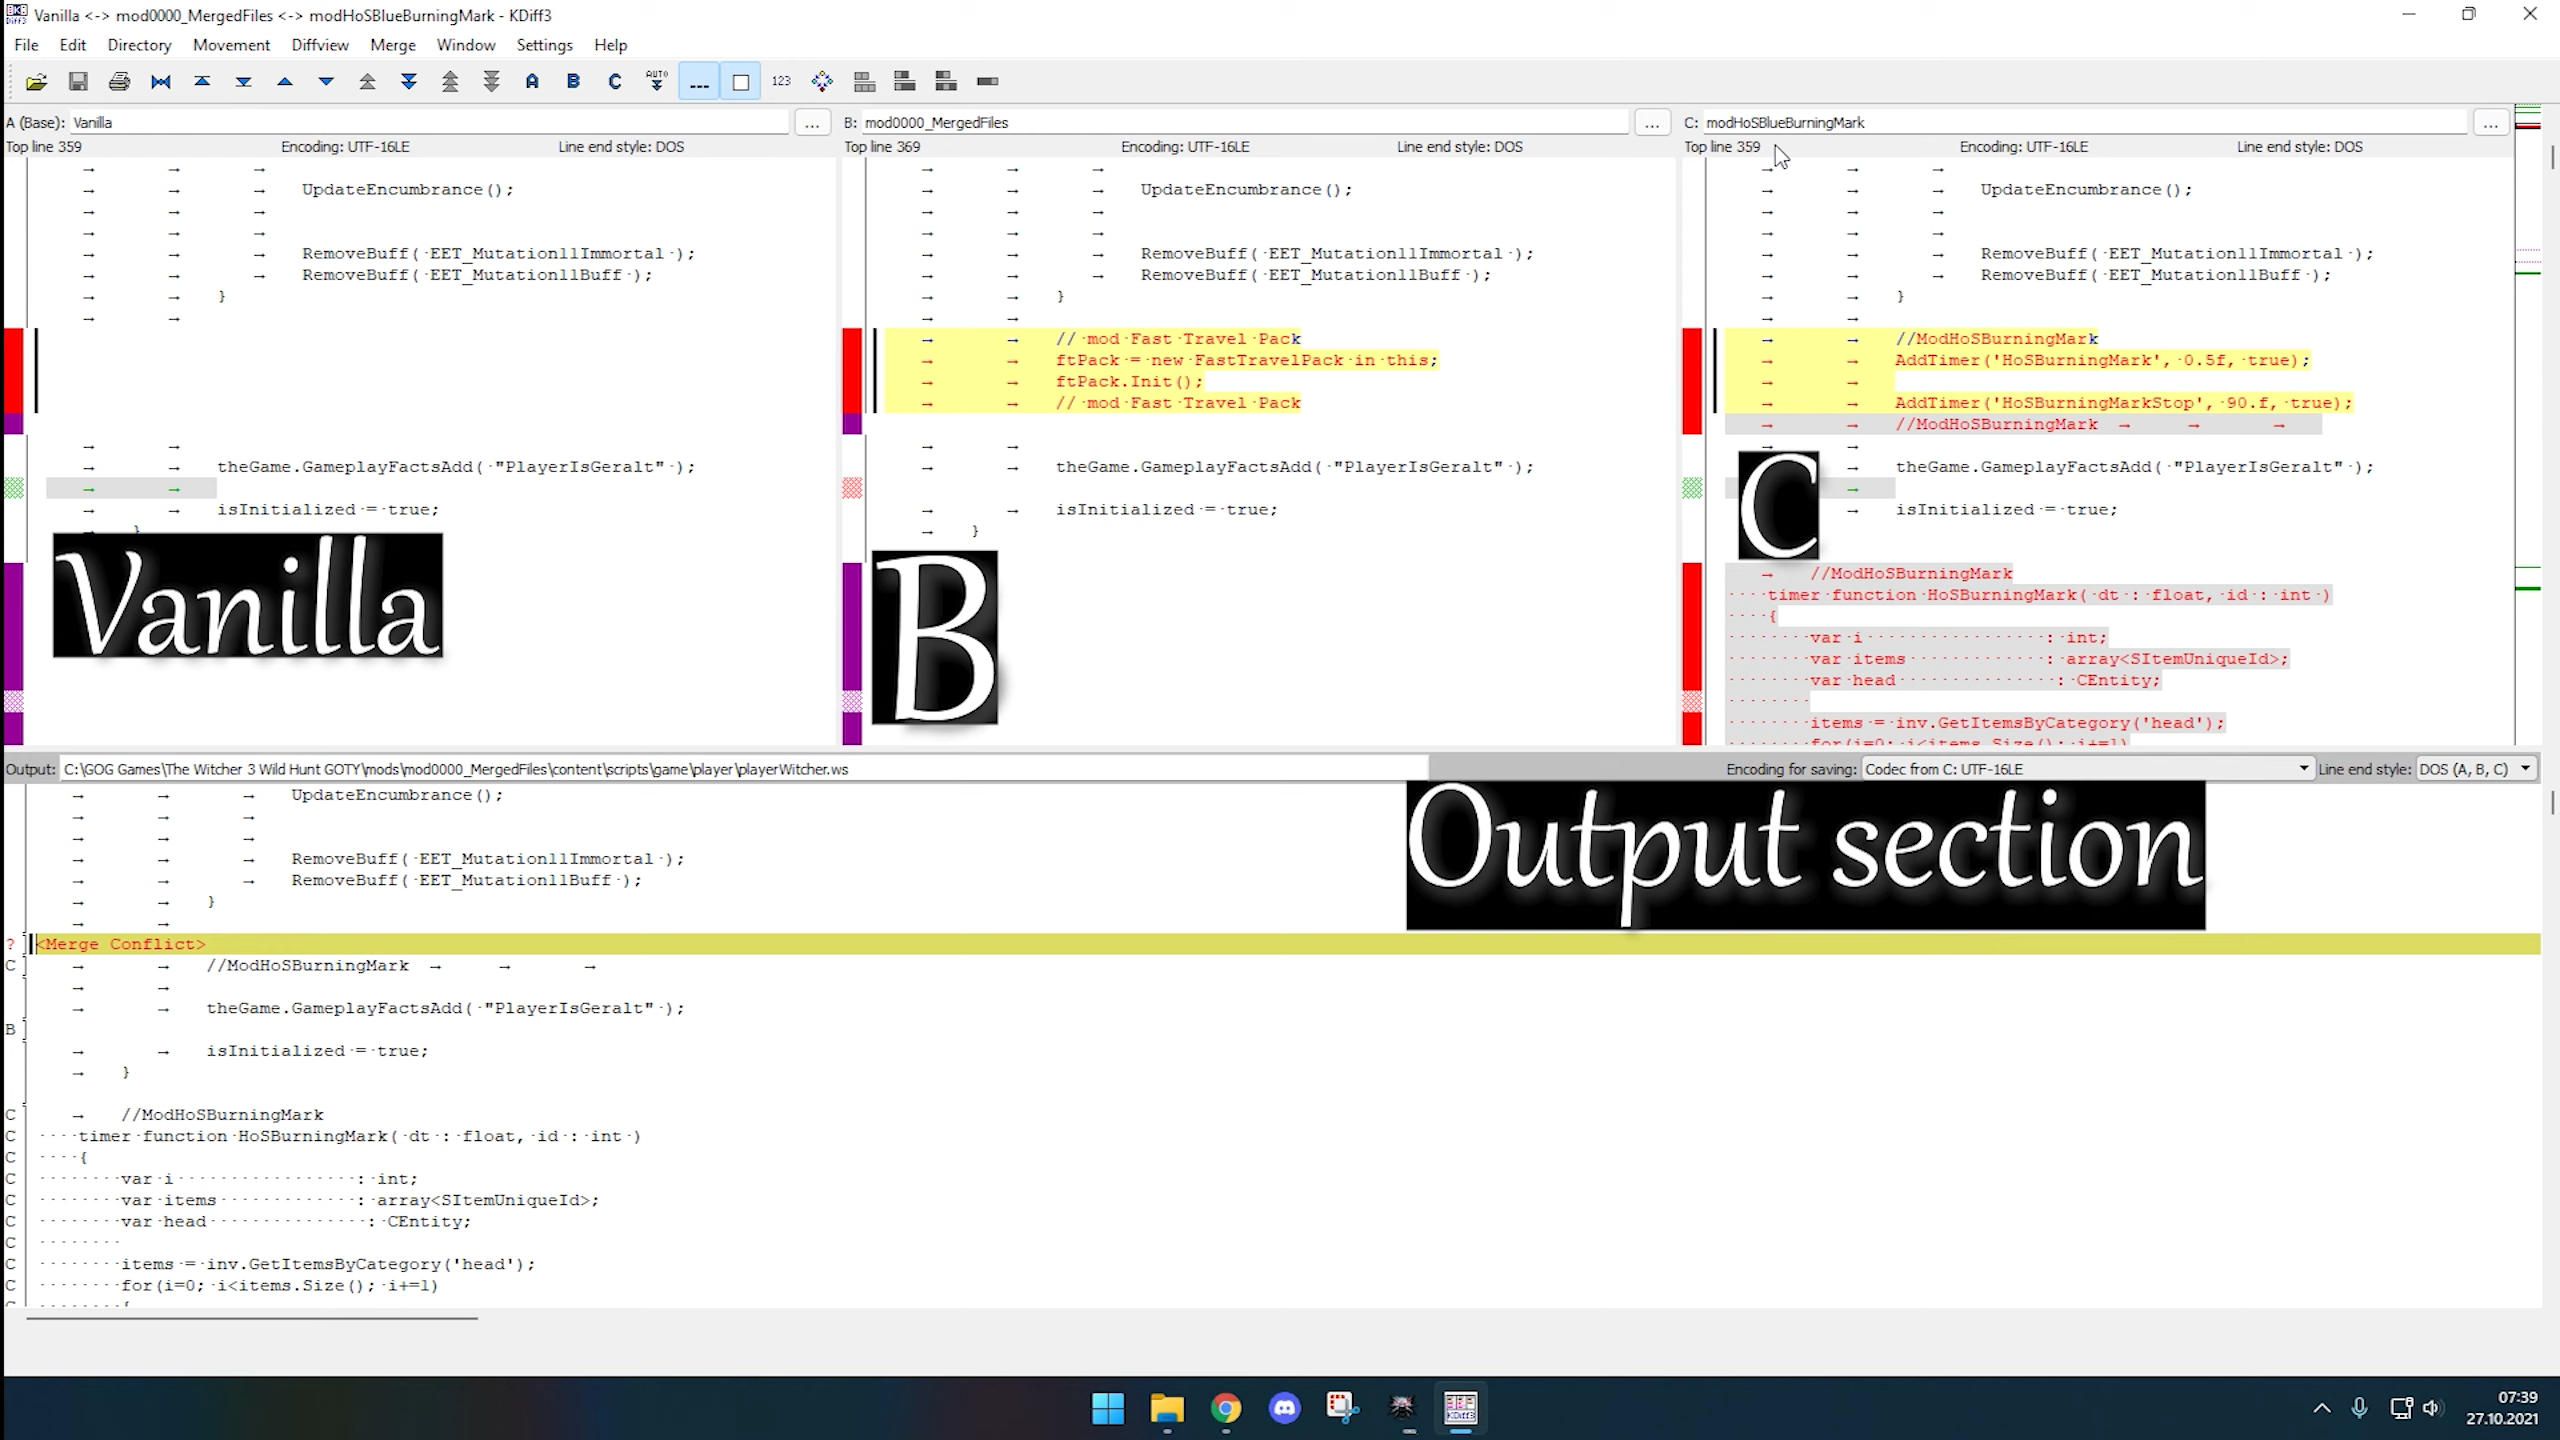 Vanilla <-> mod0000_MergedFiles <-> modHoSBlueBurningMark - KDiff3
File Edit Directory Movement Diffview Merge Window Settings Help
A B C AUTO 123
A (Base): Vanilla ...
Top line 359 Encoding: UTF-16LE Line end style: DOS
UpdateEncumbrance();
RemoveBuff( EET_Mutation11Immortal );
RemoveBuff( EET_Mutation11Buff );
}
theGame.GameplayFactsAdd( "PlayerIsGeralt" );
isInitialized = true;
}
Vanilla
B: mod0000_MergedFiles ...
Top line 369 Encoding: UTF-16LE Line end style: DOS
UpdateEncumbrance();
RemoveBuff( EET_Mutation11Immortal );
RemoveBuff( EET_Mutation11Buff );
}
// mod Fast Travel Pack
ftPack = new FastTravelPack in this;
ftPack.Init();
// mod Fast Travel Pack
theGame.GameplayFactsAdd( "PlayerIsGeralt" );
isInitialized = true;
}
B
C: modHoSBlueBurningMark ...
Top line 359 Encoding: UTF-16LE Line end style: DOS
UpdateEncumbrance();
RemoveBuff( EET_Mutation11Immortal );
RemoveBuff( EET_Mutation11Buff );
}
//ModHoSBurningMark
AddTimer('HoSBurningMark', 0.5f, true);
AddTimer('HoSBurningMarkStop', 90.f, true);
//ModHoSBurningMark
theGame.GameplayFactsAdd( "PlayerIsGeralt" );
isInitialized = true;
C
//ModHoSBurningMark
timer function HoSBurningMark( dt : float, id : int )
{
var i : int;
var items : array<SItemUniqueId>;
var head : CEntity;
items = inv.GetItemsByCategory('head');
for(i=0; i<items.Size(); i+=1)
Output: C:\GOG Games\The Witcher 3 Wild Hunt GOTY\mods\mod0000_MergedFiles\content\scripts\game\player\playerWitcher.ws Encoding for saving: Codec from C: UTF-16LE Line end style: DOS (A, B, C)
Output section
UpdateEncumbrance();
RemoveBuff( EET_Mutation11Immortal );
RemoveBuff( EET_Mutation11Buff );
}
? <Merge Conflict>
C //ModHoSBurningMark
theGame.GameplayFactsAdd( "PlayerIsGeralt" );
B
isInitialized = true;
}
C //ModHoSBurningMark
C timer function HoSBurningMark( dt : float, id : int )
C {
C var i : int;
C var items : array<SItemUniqueId>;
C var head : CEntity;
C
C items = inv.GetItemsByCategory('head');
C for(i=0; i<items.Size(); i+=1)
C {
KDiff3
07:39
27.10.2021